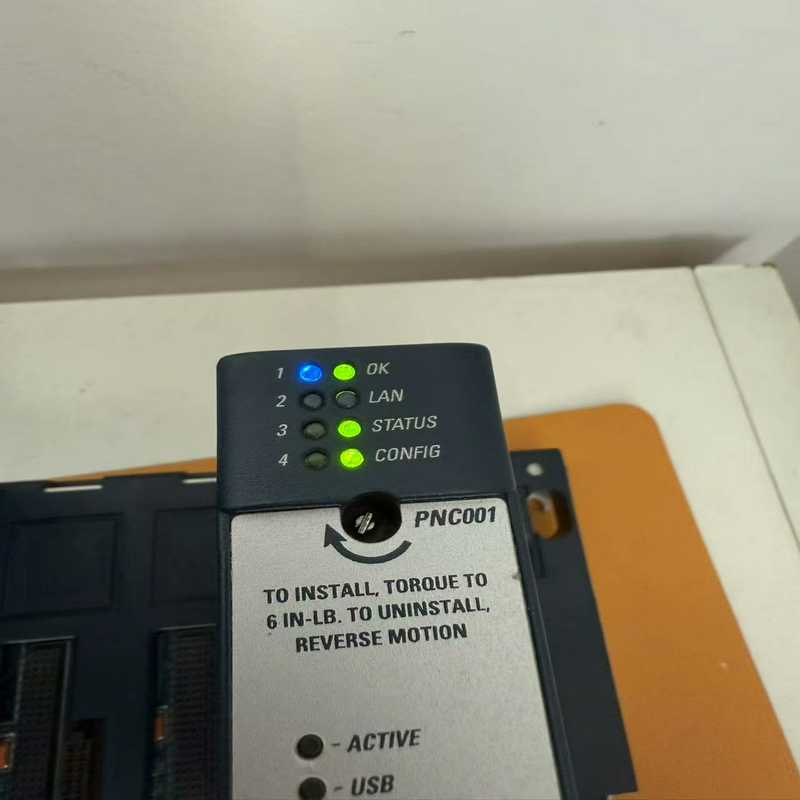 1 OK
2 LAN
3 STATUS
4 CONFIG
PNC001
TO INSTALL, TORQUE TO
6 IN-LB. TO UNINSTALL,
REVERSE MOTION
- ACTIVE
- USB